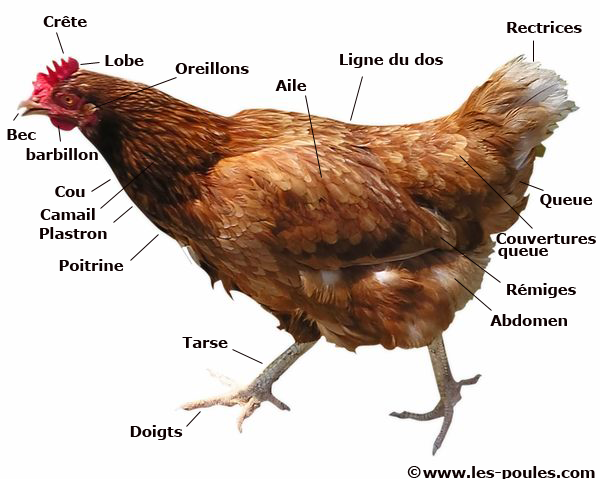 Crête
Rectrices
Lobe
Ligne du dos
Oreillons
Aile
Bec
barbillon
Cou
Queue
Camail
Plastron
Couvertures
queue
Poitrine
Rémiges
Abdomen
Tarse
Doigts
©www.les-poules.com